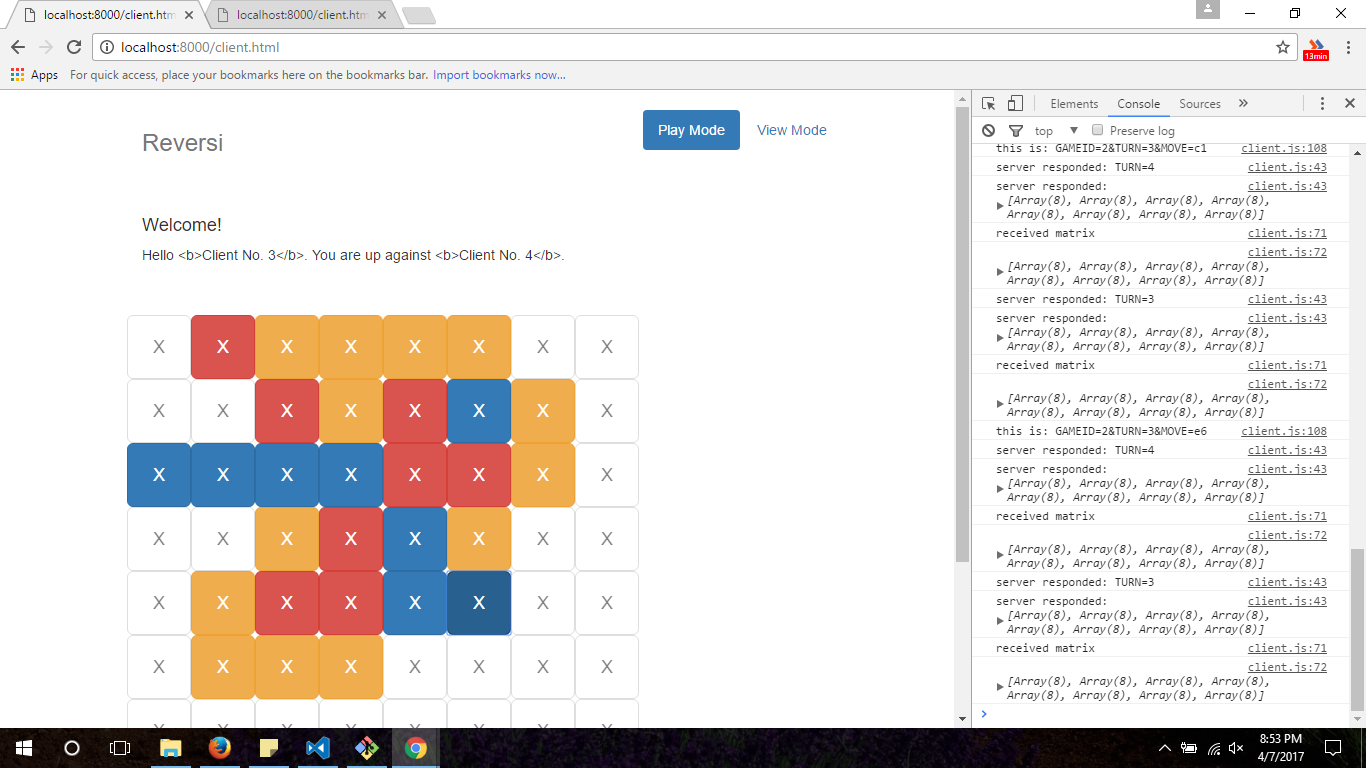 localhost:8000/client.htm
localhost:8000/client.htm
localhost:8000/client.html
13min
Apps
For quick access, place your bookmarks here on the bookmarks bar. Import bookmarks now...
Reversi
Play Mode
View Mode
Welcome!
Hello <b>Client No. 3</b>. You are up against <b>Client No. 4</b>.
X X X X X X X X
X X X X X X X X
X X X X X X X X
X X X X X X X X
X X X X X X X X
X X X X X X X X
X X X X X X X X
Elements Console Sources »
top Preserve log
this is: GAMEID=2&TURN=3&MOVE=c1 client.js:108
server responded: TURN=4 client.js:43
server responded: client.js:43
[Array(8), Array(8), Array(8), Array(8),
Array(8), Array(8), Array(8), Array(8)]
received matrix client.js:71
client.js:72
[Array(8), Array(8), Array(8), Array(8),
Array(8), Array(8), Array(8), Array(8)]
server responded: TURN=3 client.js:43
server responded: client.js:43
[Array(8), Array(8), Array(8), Array(8),
Array(8), Array(8), Array(8), Array(8)]
received matrix client.js:71
client.js:72
[Array(8), Array(8), Array(8), Array(8),
Array(8), Array(8), Array(8), Array(8)]
this is: GAMEID=2&TURN=3&MOVE=e6 client.js:108
server responded: TURN=4 client.js:43
server responded: client.js:43
[Array(8), Array(8), Array(8), Array(8),
Array(8), Array(8), Array(8), Array(8)]
received matrix client.js:71
client.js:72
[Array(8), Array(8), Array(8), Array(8),
Array(8), Array(8), Array(8), Array(8)]
server responded: TURN=3 client.js:43
server responded: client.js:43
[Array(8), Array(8), Array(8), Array(8),
Array(8), Array(8), Array(8), Array(8)]
received matrix client.js:71
client.js:72
[Array(8), Array(8), Array(8), Array(8),
Array(8), Array(8), Array(8), Array(8)]
8:53 PM
4/7/2017